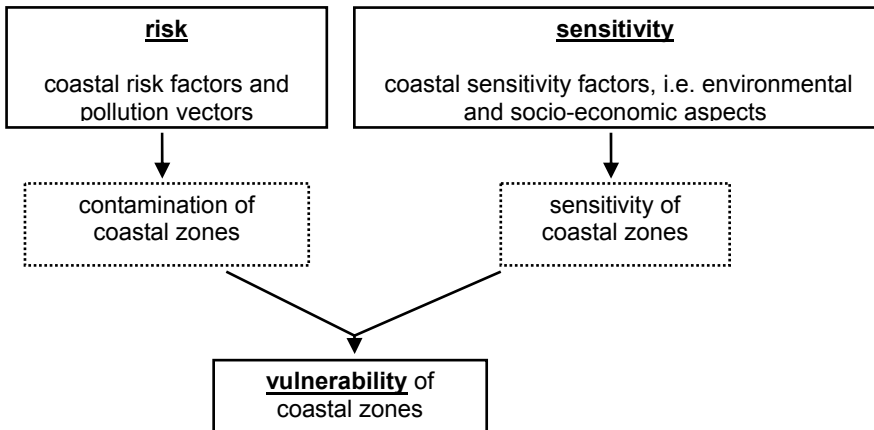 risk
coastal risk factors and
pollution vectors
sensitivity
coastal sensitivity factors, i.e. environmental
and socio-economic aspects
contamination of
coastal zones
sensitivity of
coastal zones
vulnerability of
coastal zones